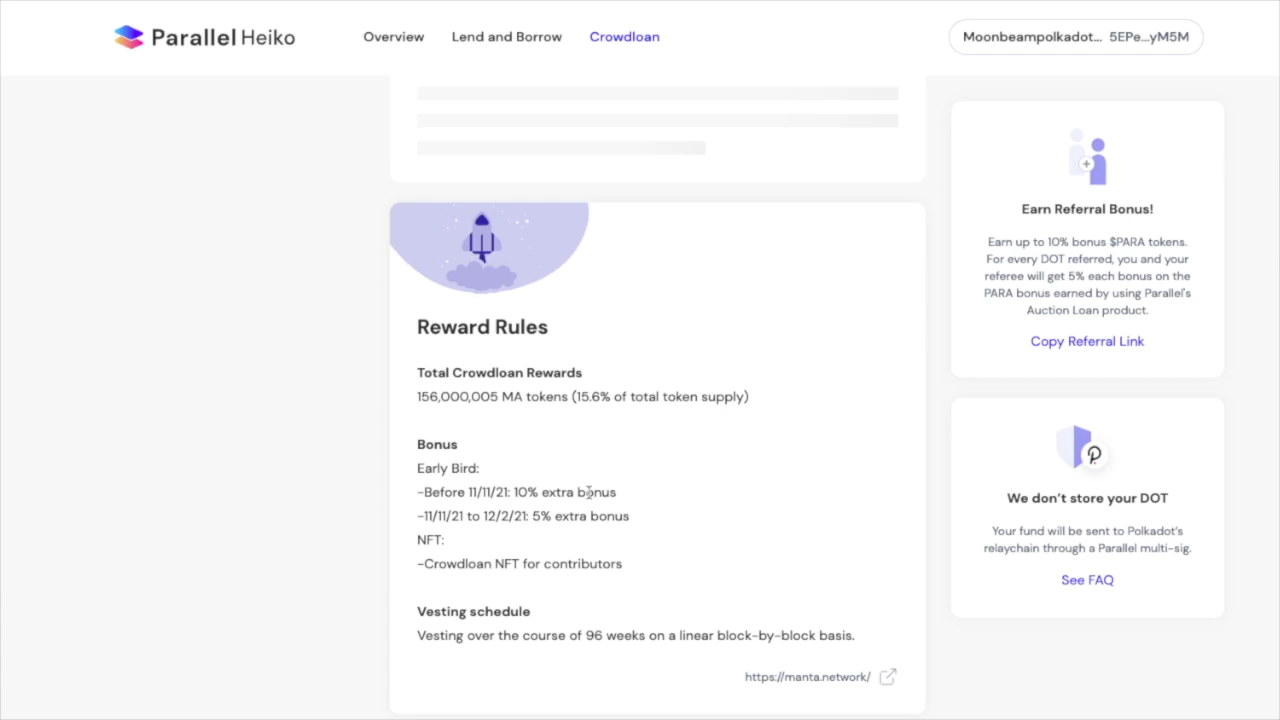 Parallel Heiko
Overview
Lend and Borrow
Crowdloan
Moonbeampolkadot... 5EPe...yM5M
Reward Rules
Total Crowdloan Rewards
156,000,005 MA tokens (15.6% of total token supply)
Bonus
Early Bird:
-Before 11/11/21: 10% extra bonus
-11/11/21 to 12/2/21: 5% extra bonus
NFT:
-Crowdloan NFT for contributors
Vesting schedule
Vesting over the course of 96 weeks on a linear block-by-block basis.
https://manta.network/
Earn Referral Bonus!
Earn up to 10% bonus $PARA tokens.
For every DOT referred, you and your
referee will get 5% each bonus on the
PARA bonus earned by using Parallel's
Auction Loan product.
Copy Referral Link
We don't store your DOT
Your fund will be sent to Polkadot's
relaychain through a Parallel multi-sig.
See FAQ